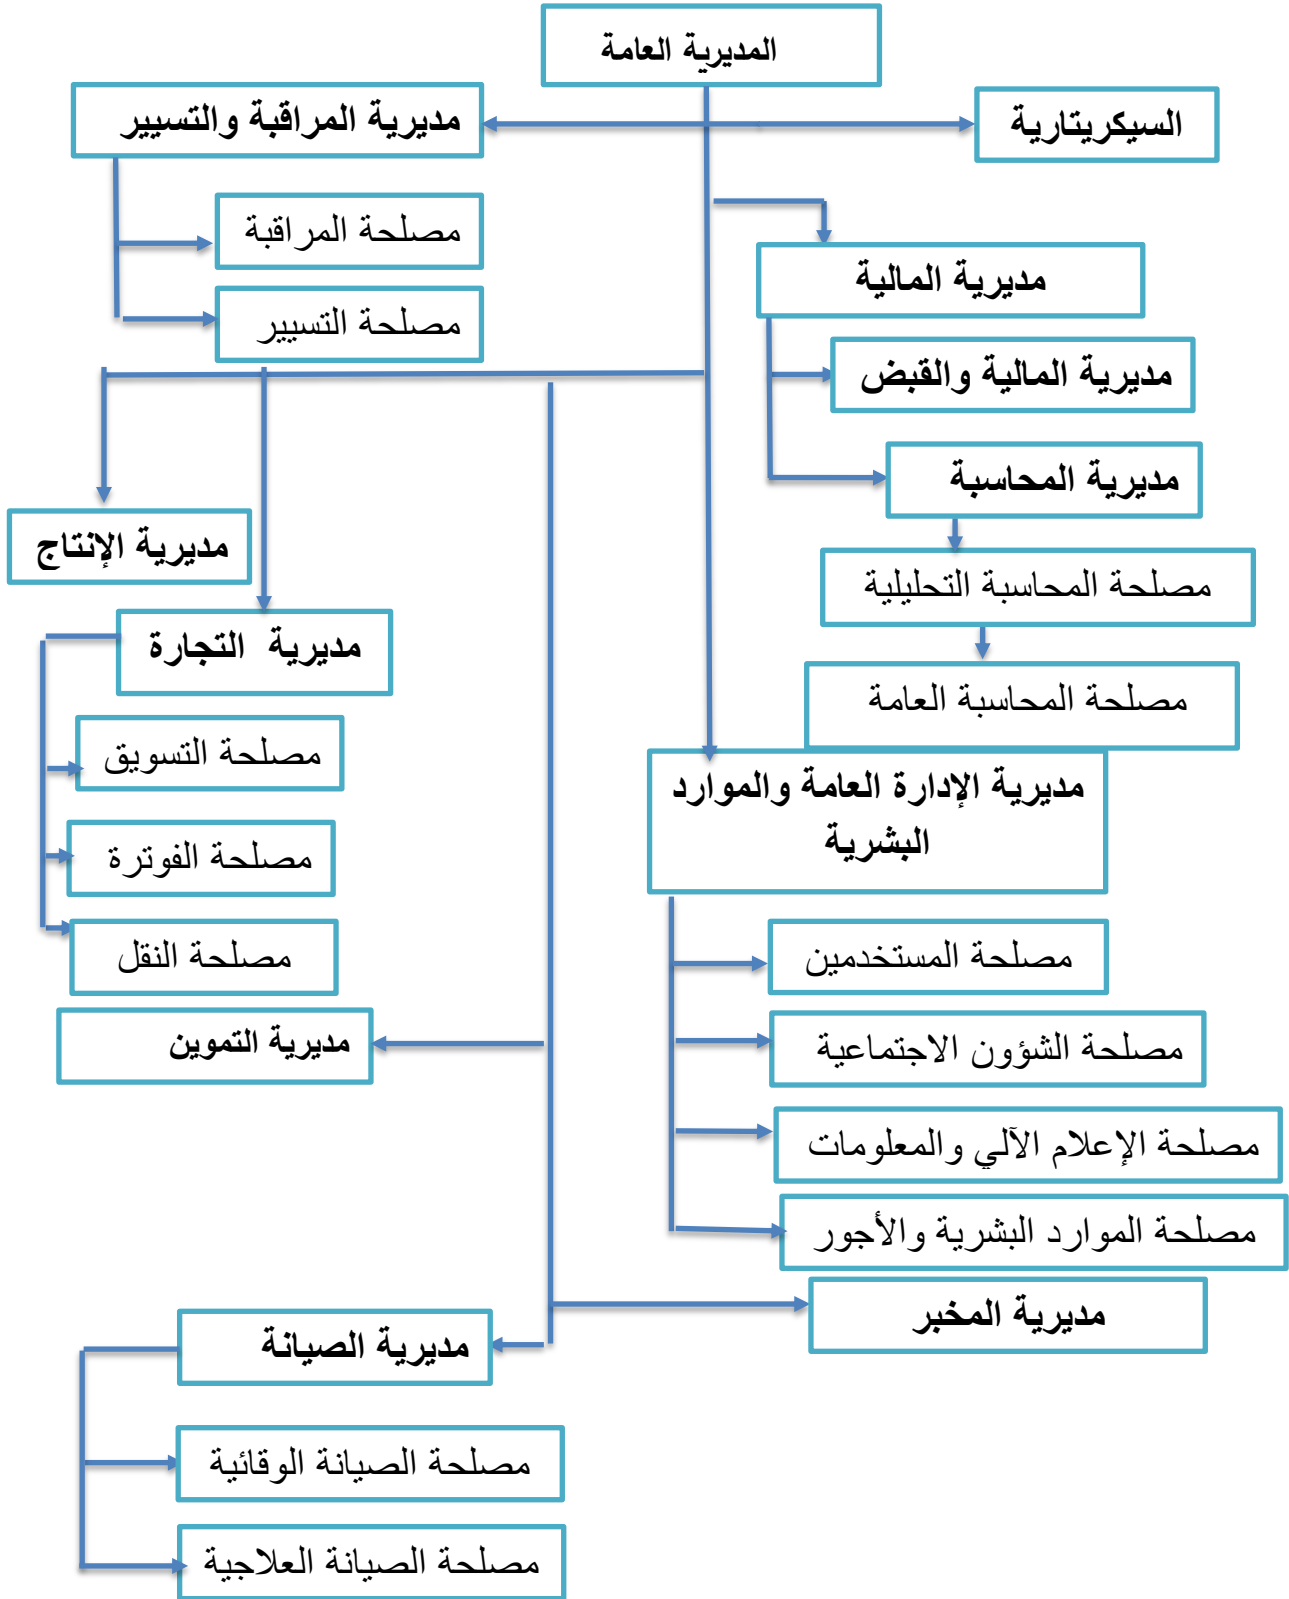 المديرية العامة
السيكريتارية
مديرية المراقبة والتسيير
مصلحة المراقبة
مصلحة التسيير
مديرية المالية
مديرية المالية والقبض
مديرية المحاسبة
مصلحة المحاسبة التحليلية
مصلحة المحاسبة العامة
مديرية الإنتاج
مديرية التجارة
مصلحة التسويق
مصلحة الفوترة
مصلحة النقل
مديرية الإدارة العامة والموارد
البشرية
مصلحة المستخدمين
مصلحة الشؤون الاجتماعية
مصلحة الإعلام الآلي والمعلومات
مصلحة الموارد البشرية والأجور
مديرية التموين
مديرية المخبر
مديرية الصيانة
مصلحة الصيانة الوقائية
مصلحة الصيانة العلاجية